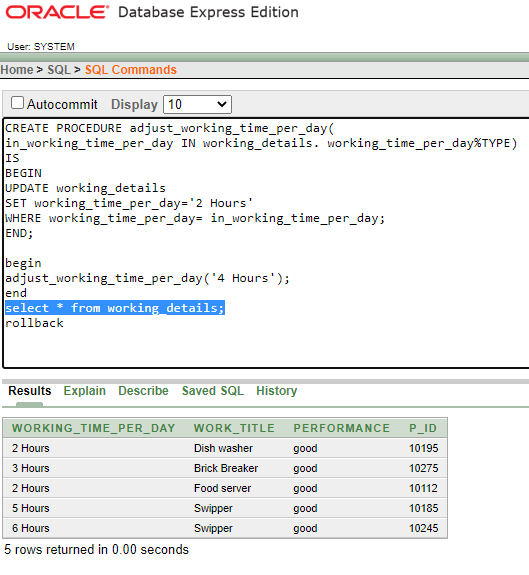 ORACLE® Database Express Edition
User: SYSTEM
Home > SQL > SQL Commands
Autocommit Display 10
CREATE PROCEDURE adjust_working_time_per_day(
in_working_time_per_day IN working_details. working_time_per_day%TYPE)
IS
BEGIN
UPDATE working_details
SET working_time_per_day='2 Hours'
WHERE working_time_per_day= in_working_time_per_day;
END;
begin
adjust_working_time_per_day('4 Hours');
end
select * from working_details;
rollback
Results Explain Describe Saved SQL History
WORKING_TIME_PER_DAY WORK_TITLE PERFORMANCE P_ID
2 Hours Dish washer good 10195
3 Hours Brick Breaker good 10275
2 Hours Food server good 10112
5 Hours Swipper good 10185
6 Hours Swipper good 10245
5 rows returned in 0.00 seconds